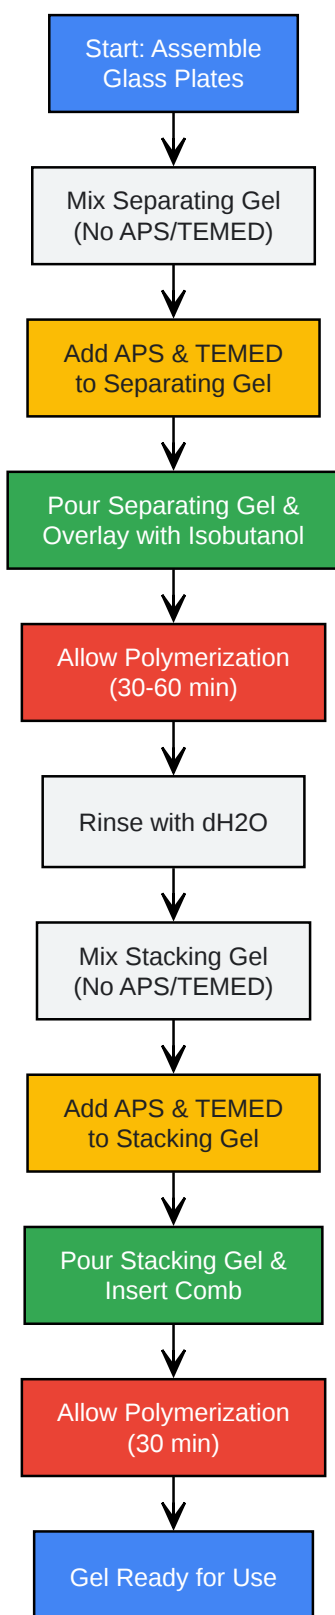 Start: Assemble
Glass Plates
Mix Separating Gel
(No APS/TEMED)
Add APS & TEMED
to Separating Gel
Pour Separating Gel &
Overlay with Isobutanol
Allow Polymerization
(30-60 min)
Rinse with dH2O
Mix Stacking Gel
(No APS/TEMED)
Add APS & TEMED
to Stacking Gel
Pour Stacking Gel &
Insert Comb
Allow Polymerization
(30 min)
Gel Ready for Use